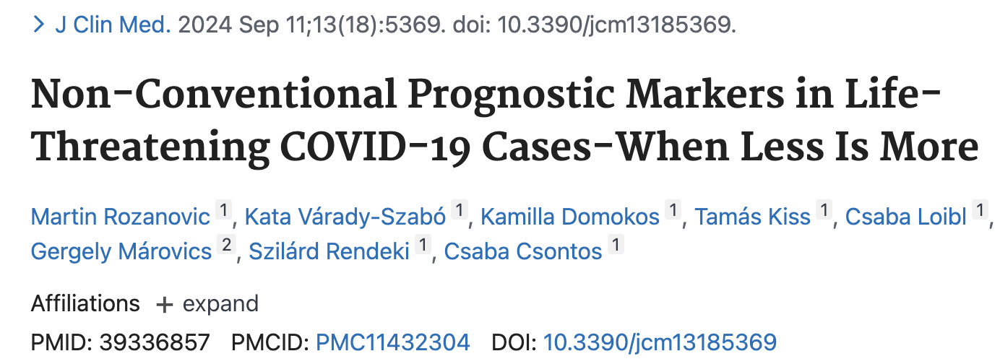 > J Clin Med. 2024 Sep 11;13(18):5369. doi: 10.3390/jcm13185369.
Non-Conventional Prognostic Markers in Life-
Threatening COVID-19 Cases-When Less Is More
Martin Rozanovic 1, Kata Várady-Szabó 1, Kamilla Domokos 1, Tamás Kiss 1, Csaba Loibl 1,
Gergely Márovics 2, Szilárd Rendeki 1, Csaba Csontos 1
Affiliations + expand
PMID: 39336857 PMCID: PMC11432304 DOI: 10.3390/jcm13185369